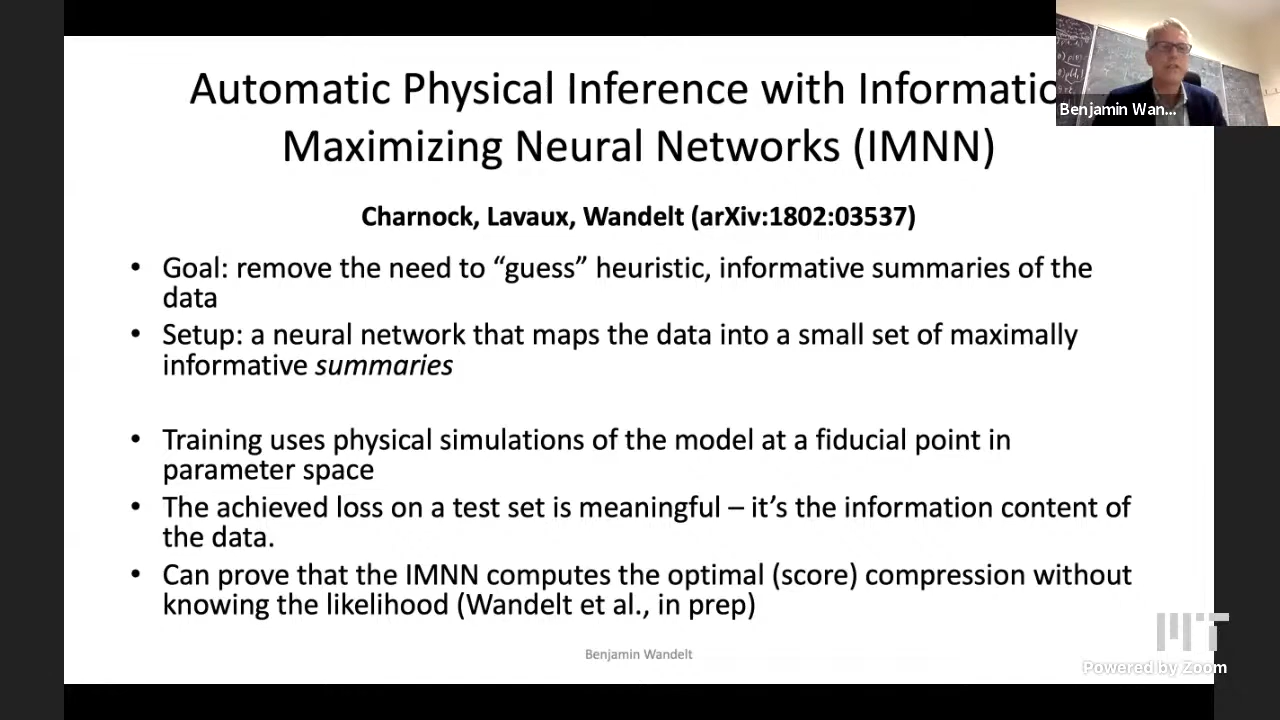 Automatic Physical Inference with Informatio
Maximizing Neural Networks (IMNN)
Benjamin Wan...
Charnock, Lavaux, Wandelt (arXiv:1802:03537)
• Goal: remove the need to “guess” heuristic, informative summaries of the
data
• Setup: a neural network that maps the data into a small set of maximally
informative summaries
• Training uses physical simulations of the model at a fiducial point in
parameter space
• The achieved loss on a test set is meaningful – it’s the information content of
the data.
• Can prove that the IMNN computes the optimal (score) compression without
knowing the likelihood (Wandelt et al., in prep)
Benjamin Wandelt
MIT
Powered by Zoom